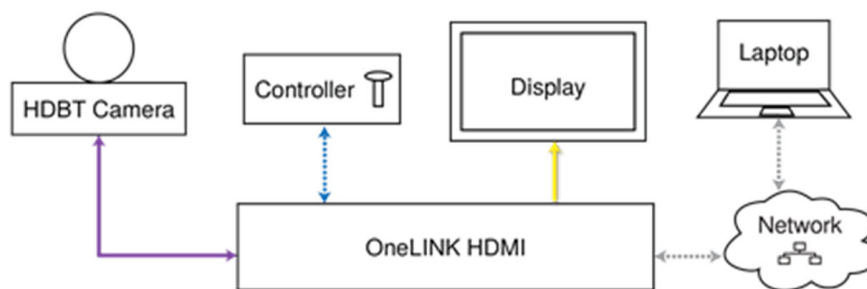 HDBT Camera
Controller
Display
Laptop
OneLINK HDMI
Network